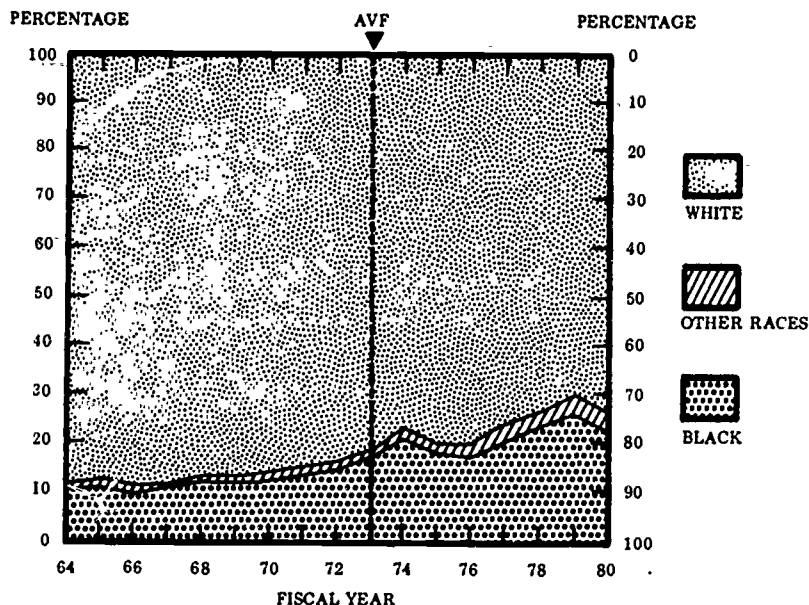 PERCENTAGE AVF PERCENTAGE
100 0
90 10
80 20
70 30
60 40
50 50
40 60
30 70
20 80
10 90
0 100
64 66 68 70 72 74 76 78 80
FISCAL YEAR
WHITE
OTHER RACES
BLACK